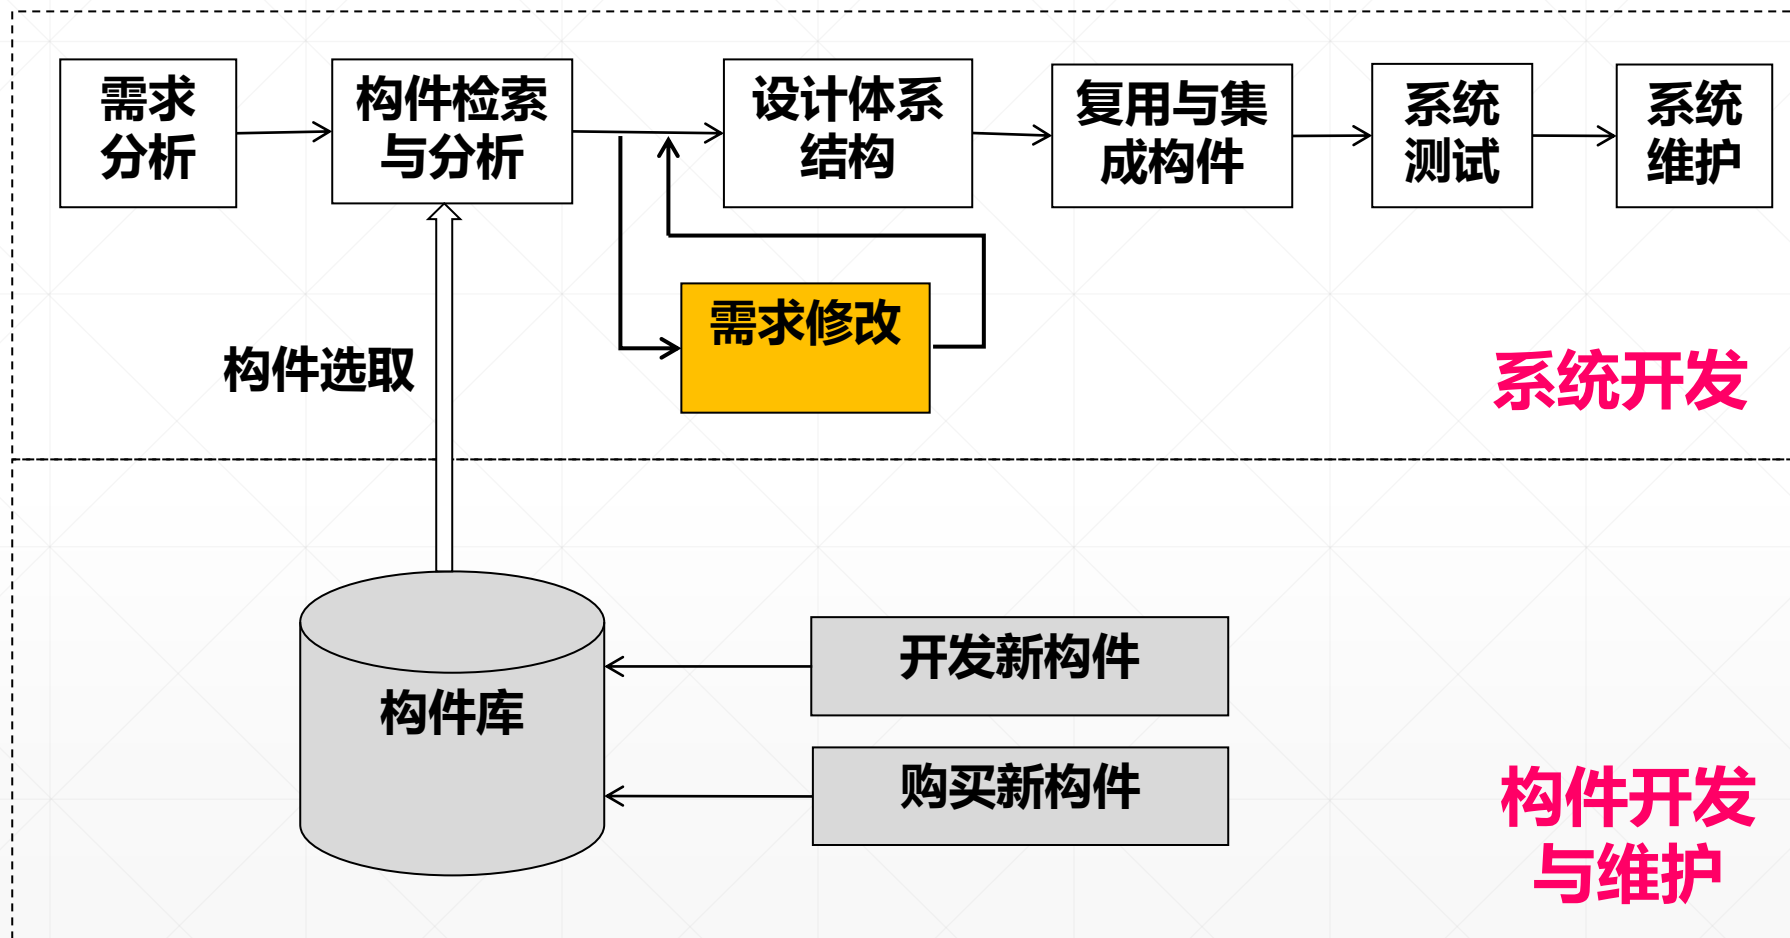 需求
分析
构件检索
与分析
设计体系
结构
复用与集
成构件
系统
测试
系统
维护
需求修改
构件选取
系统开发
构件库
开发新构件
购买新构件
构件开发
与维护